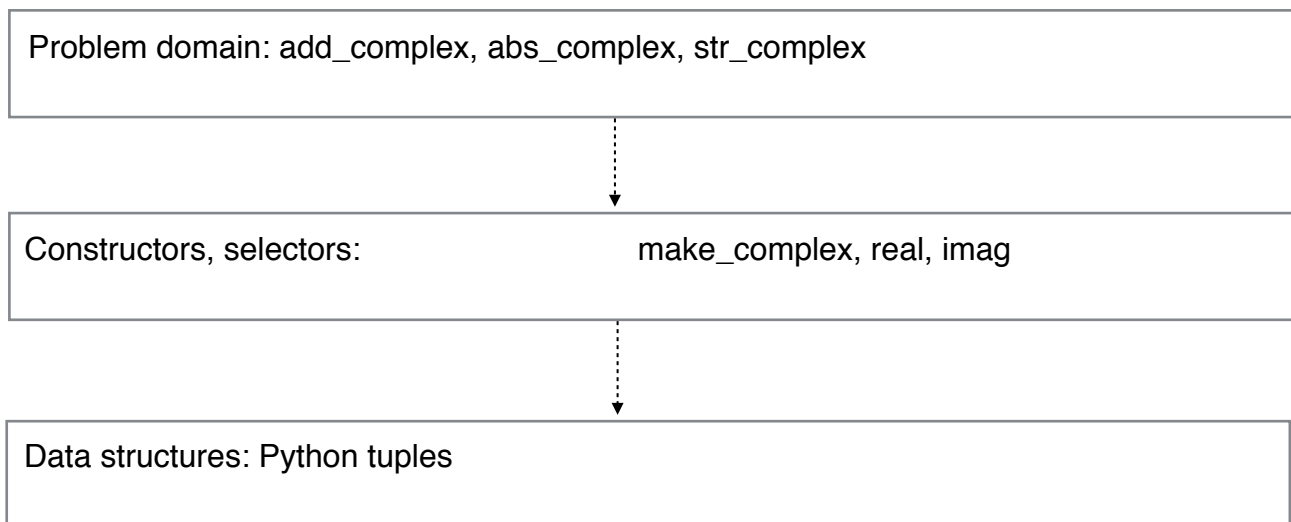 Problem domain: add_complex, abs_complex, str_complex
Constructors, selectors: make_complex, real, imag
Data structures: Python tuples